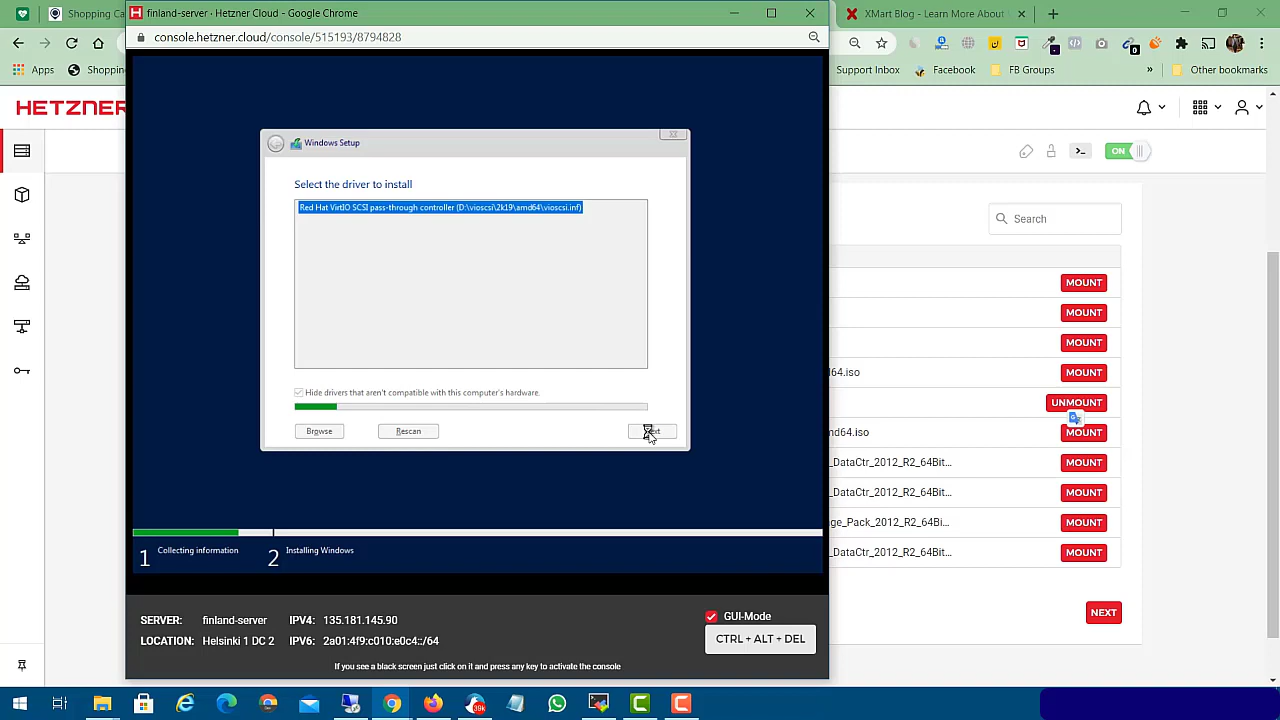 Shopping Ca
finland-server - Hetzner Cloud - Google Chrome
XMart Blog - Learn More About
console.hetzner.cloud/console/515193/8794828
Apps
Shopping
Support Inbox
Facebook
FB Groups
»
Other bookmarks
HETZNER
ON
Windows Setup
Select the driver to install
Red Hat VirtIO SCSI pass-through controller (D:\vioscsi\2k19\amd64\vioscsi.inf)
Search
MOUNT
MOUNT
MOUNT
d64.iso
MOUNT
Hide drivers that aren't compatible with this computer's hardware.
UNMOUNT
Browse
Rescan
md64.iso
MOUNT
_DataCtr_2012_R2_64Bit...
MOUNT
_DataCtr_2012_R2_64Bit...
MOUNT
ge_Pack_2012_R2_64Bi...
MOUNT
_DataCtr_2012_R2_64Bit...
MOUNT
1 Collecting information
2 Installing Windows
NEXT
SERVER: finland-server IPV4: 135.181.145.90
LOCATION: Helsinki 1 DC 2 IPV6: 2a01:4f9:c010:e0c4::/64
GUI-Mode
CTRL + ALT + DEL
If you see a black screen just click on it and press any key to activate the console